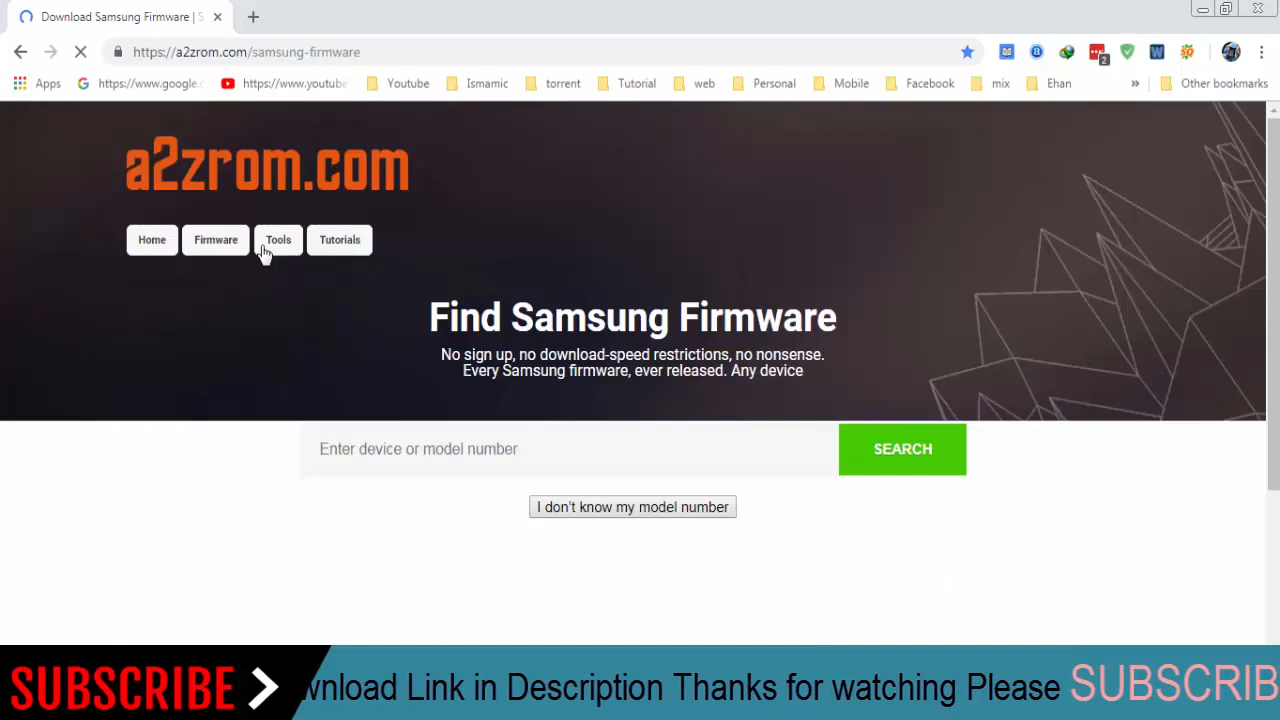 Download Samsung Firmware | S
https://a2zrom.com/samsung-firmware
2
W
Apps
https://www.google.c
https://www.youtube
Youtube
Ismamic
torrent
Tutorial
web
Personal
Mobile
Facebook
mix
Ehan
»
Other bookmarks
a2zrom.com
Home
Firmware
Tools
Tutorials
Find Samsung Firmware
No sign up, no download-speed restrictions, no nonsense.
Every Samsung firmware, ever released. Any device
Enter device or model number
SEARCH
I don't know my model number
SUBSCRIBE
wnload Link in Description Thanks for watching Please SUBSCRIB